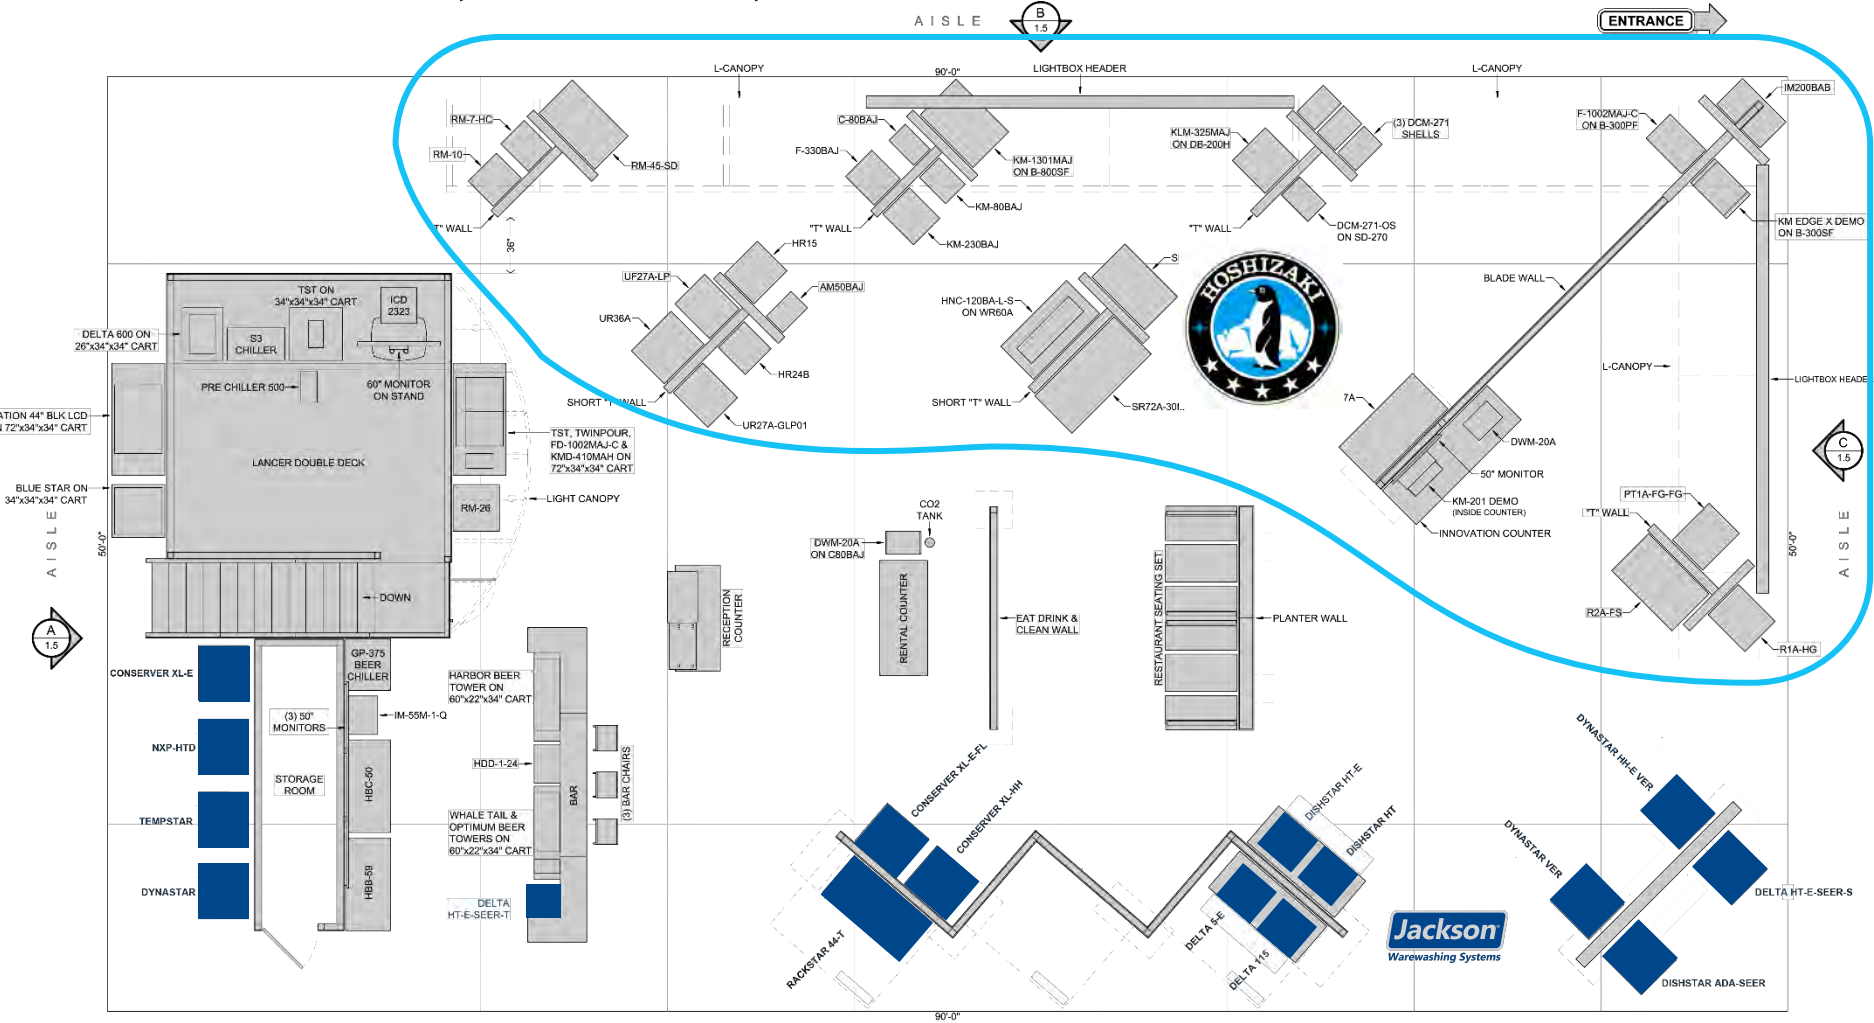 AISLE
B
1.5
ENTRANCE
L-CANOPY
90'-0"
LIGHTBOX HEADER
L-CANOPY
IM200BAB
RM-7-HC
RM-10
RM-45-SD
"T" WALL
36"
C-80BAJ
F-330BAJ
KM-1301MAJ
ON B-800SF
KM-80BAJ
"T" WALL
KM-230BAJ
KLM-325MAJ
ON DB-200H
(3) DCM-271
SHELLS
"T" WALL
DCM-271-OS
ON SD-270
F-1002MAJ-C
ON B-300PF
KM EDGE X DEMO
ON B-300SF
HR15
UF27A-LP
AM50BAJ
UR36A
HR24B
SHORT "T" WALL
UR27A-GLP01
HNC-120BA-L-S
ON WR60A
SHORT "T" WALL
HOSHIZAKI
BLADE WALL
L-CANOPY
LIGHTBOX HEADE
7A
DWM-20A
50" MONITOR
KM-201 DEMO
(INSIDE COUNTER)
INNOVATION COUNTER
C
1.5
AISLE
50'-0"
PT1A-FG-FG
"T" WALL
R2A-FS
R1A-HG
TST ON
34"x34"x34" CART
ICD
2323
DELTA 600 ON
26"x34"x34" CART
S3
CHILLER
PRE CHILLER 500
60" MONITOR
ON STAND
ATION 44" BLK LCD
N 72"x34"x34" CART
LANCER DOUBLE DECK
TST, TWINPOUR,
FD-1002MAJ-C &
KMD-410MAH ON
72"x34"x34" CART
BLUE STAR ON
34"x34"x34" CART
RM-26
LIGHT CANOPY
AISLE
50'-0"
DOWN
A
1.5
CO2
TANK
DWM-20A
ON C80BAJ
RECEPTION
COUNTER
RENTAL COUNTER
EAT DRINK &
CLEAN WALL
RESTAURANT SEATING SET
PLANTER WALL
GP-375
BEER
CHILLER
CONSERVER XL-E
NXP-HTD
TEMPSTAR
DYNASTAR
(3) 50"
MONITORS
IM-55M-1-Q
STORAGE
ROOM
HBC-50
HBB-59
HARBOR BEER
TOWER ON
60"x22"x34" CART
HDD-1-24
WHALE TAIL &
OPTIMUM BEER
TOWERS ON
60"x22"x34" CART
BAR
(3) BAR CHAIRS
DELTA
HT-E-SEER-T
CONSERVER XL-E-FL
CONSERVER XL-HH
RACKSTAR 44-T
DISHSTAR HT-E
DISHSTAR HT
DELTA 5-E
DELTA 115
Jackson
Warewashing Systems
DYNASTAR HH-E VER
DYNASTAR VER
DELTA HT-E-SEER-S
DISHSTAR ADA-SEER
90'-0"